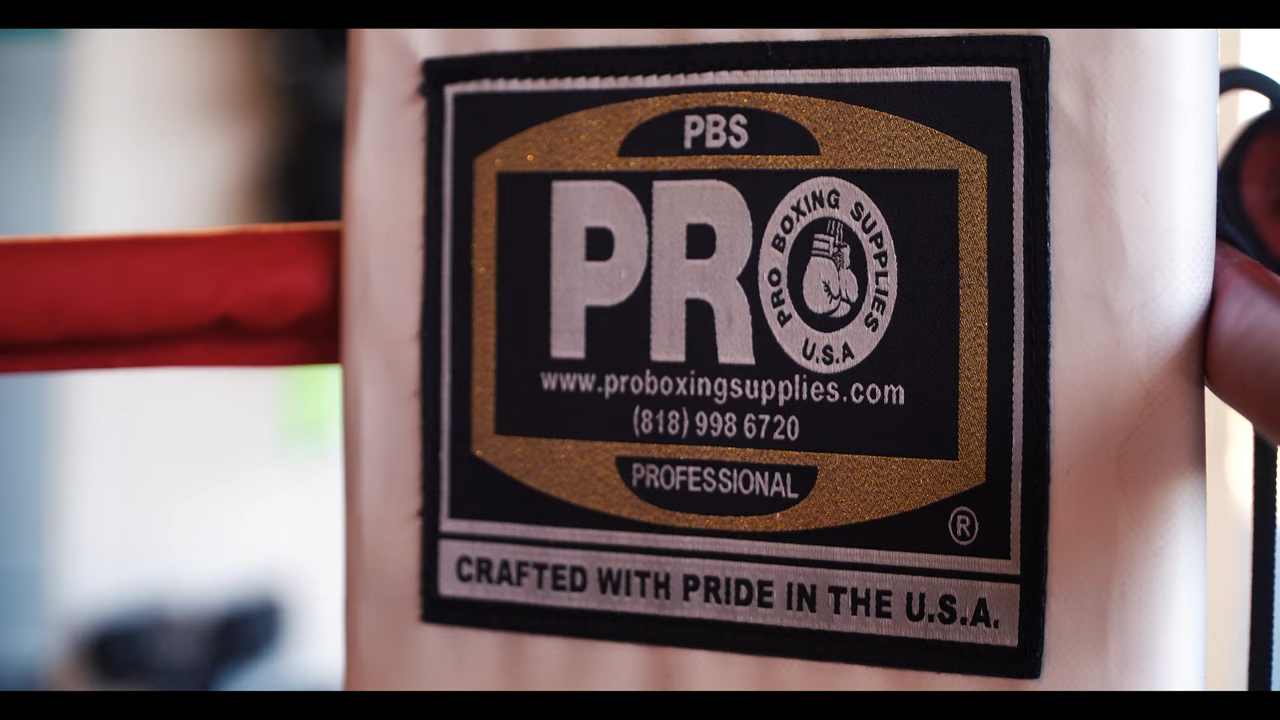 PBS
PRO
PRO BOXING SUPPLIES
U.S.A
www.proboxingsupplies.com
(818) 998 6720
PROFESSIONAL
®
CRAFTED WITH PRIDE IN THE U.S.A.